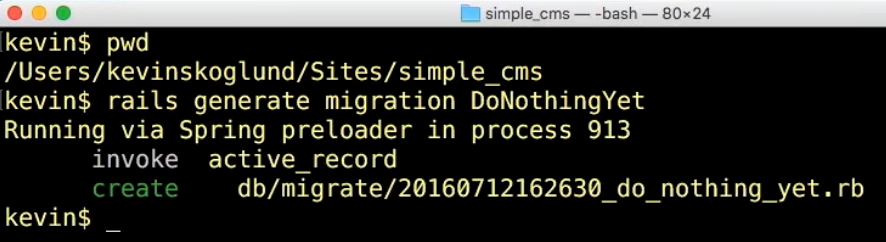 simple_cms — -bash — 80×24
kevin$ pwd
/Users/kevinskoglund/Sites/simple_cms
kevin$ rails generate migration DoNothingYet
Running via Spring preloader in process 913
invoke active_record
create db/migrate/20160712162630_do_nothing_yet.rb
kevin$ _